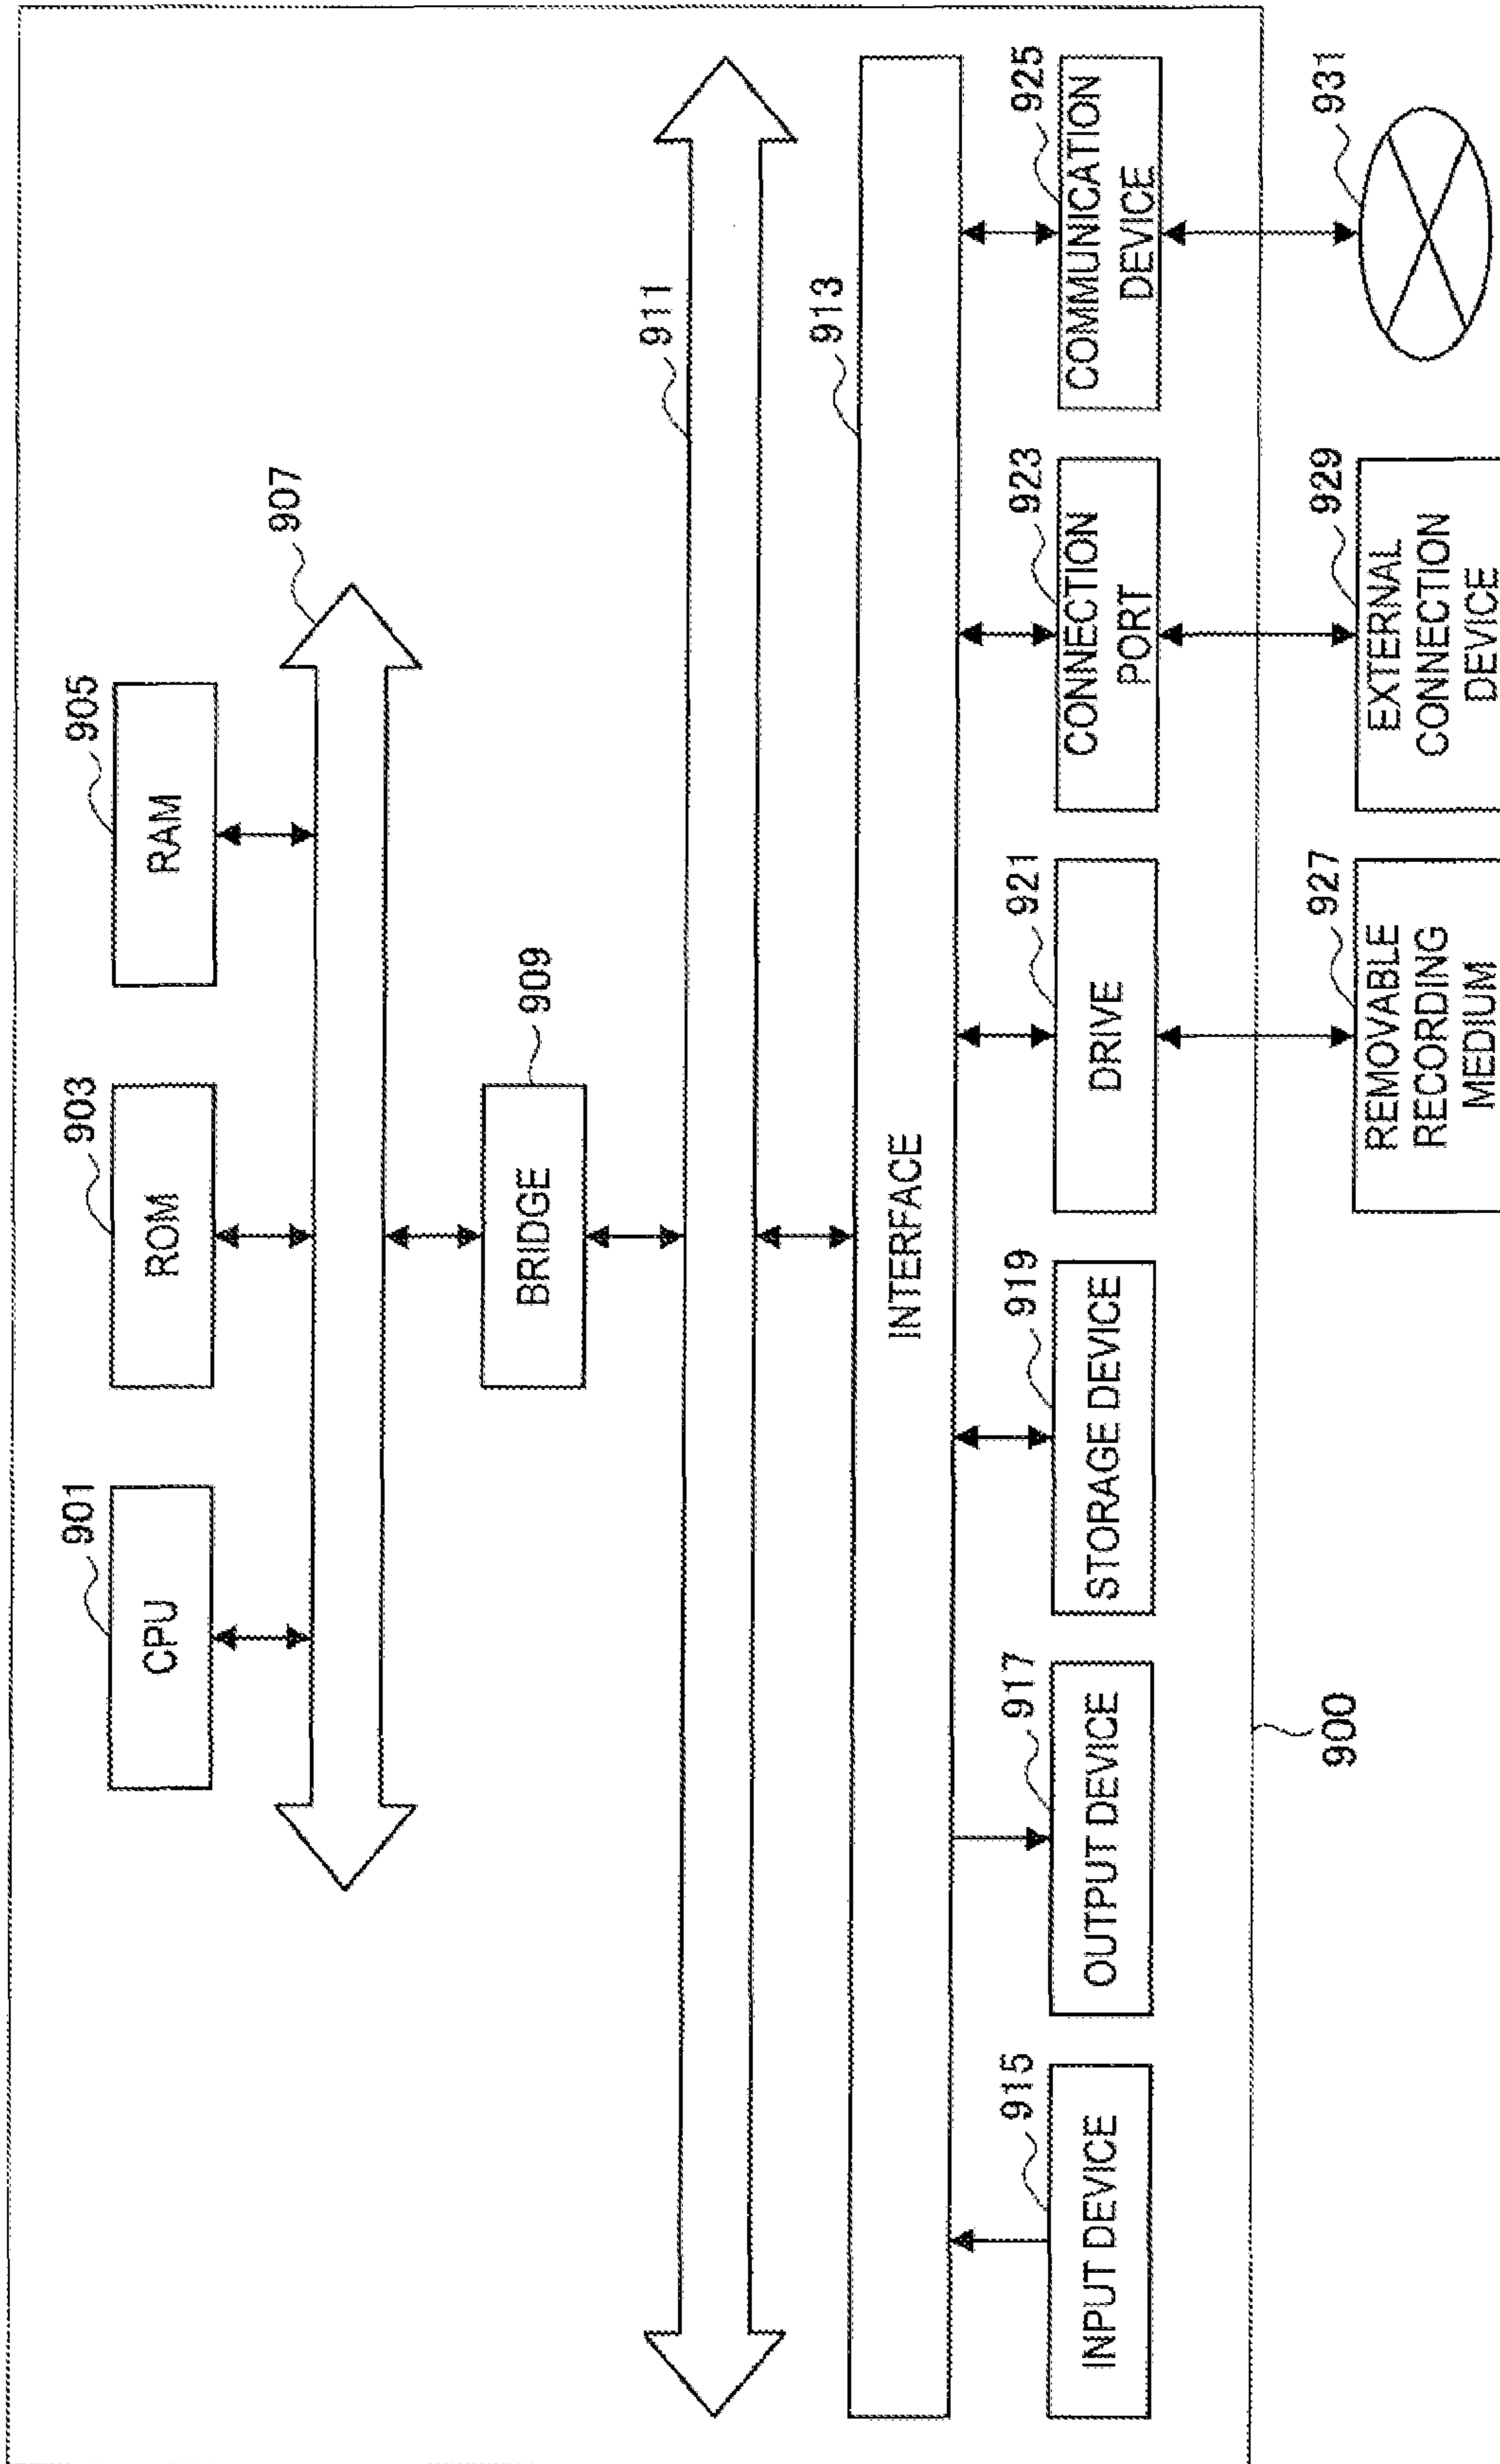 901
903
905
CPU
ROM
RAM
907
909
BRIDGE
911
913
INTERFACE
915
917
919
921
923
925
INPUT DEVICE
OUTPUT DEVICE
STORAGE DEVICE
DRIVE
CONNECTION
PORT
COMMUNICATION
DEVICE
900
927
929
931
REMOVABLE
RECORDING
MEDIUM
EXTERNAL
CONNECTION
DEVICE